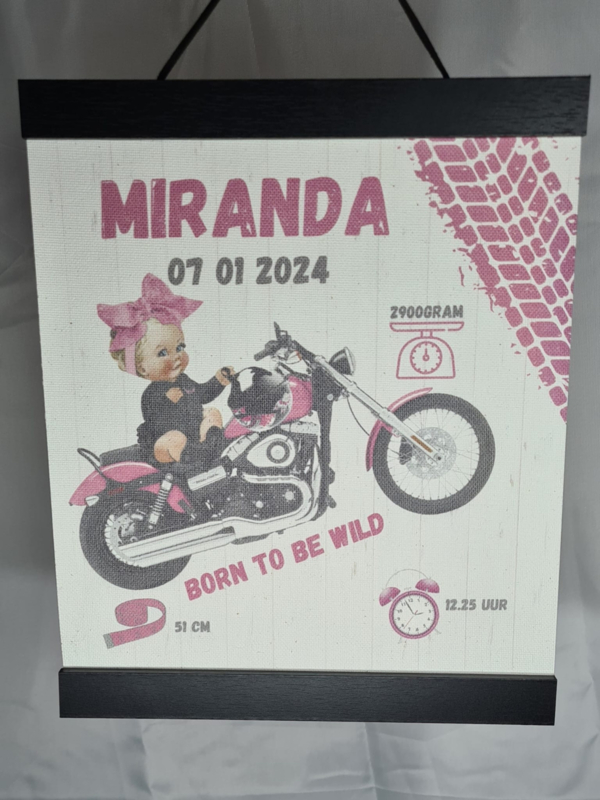 MIRANDA
07 01 2024
2900GRAM
BORN TO BE WILD
51 CM
12.25 UUR